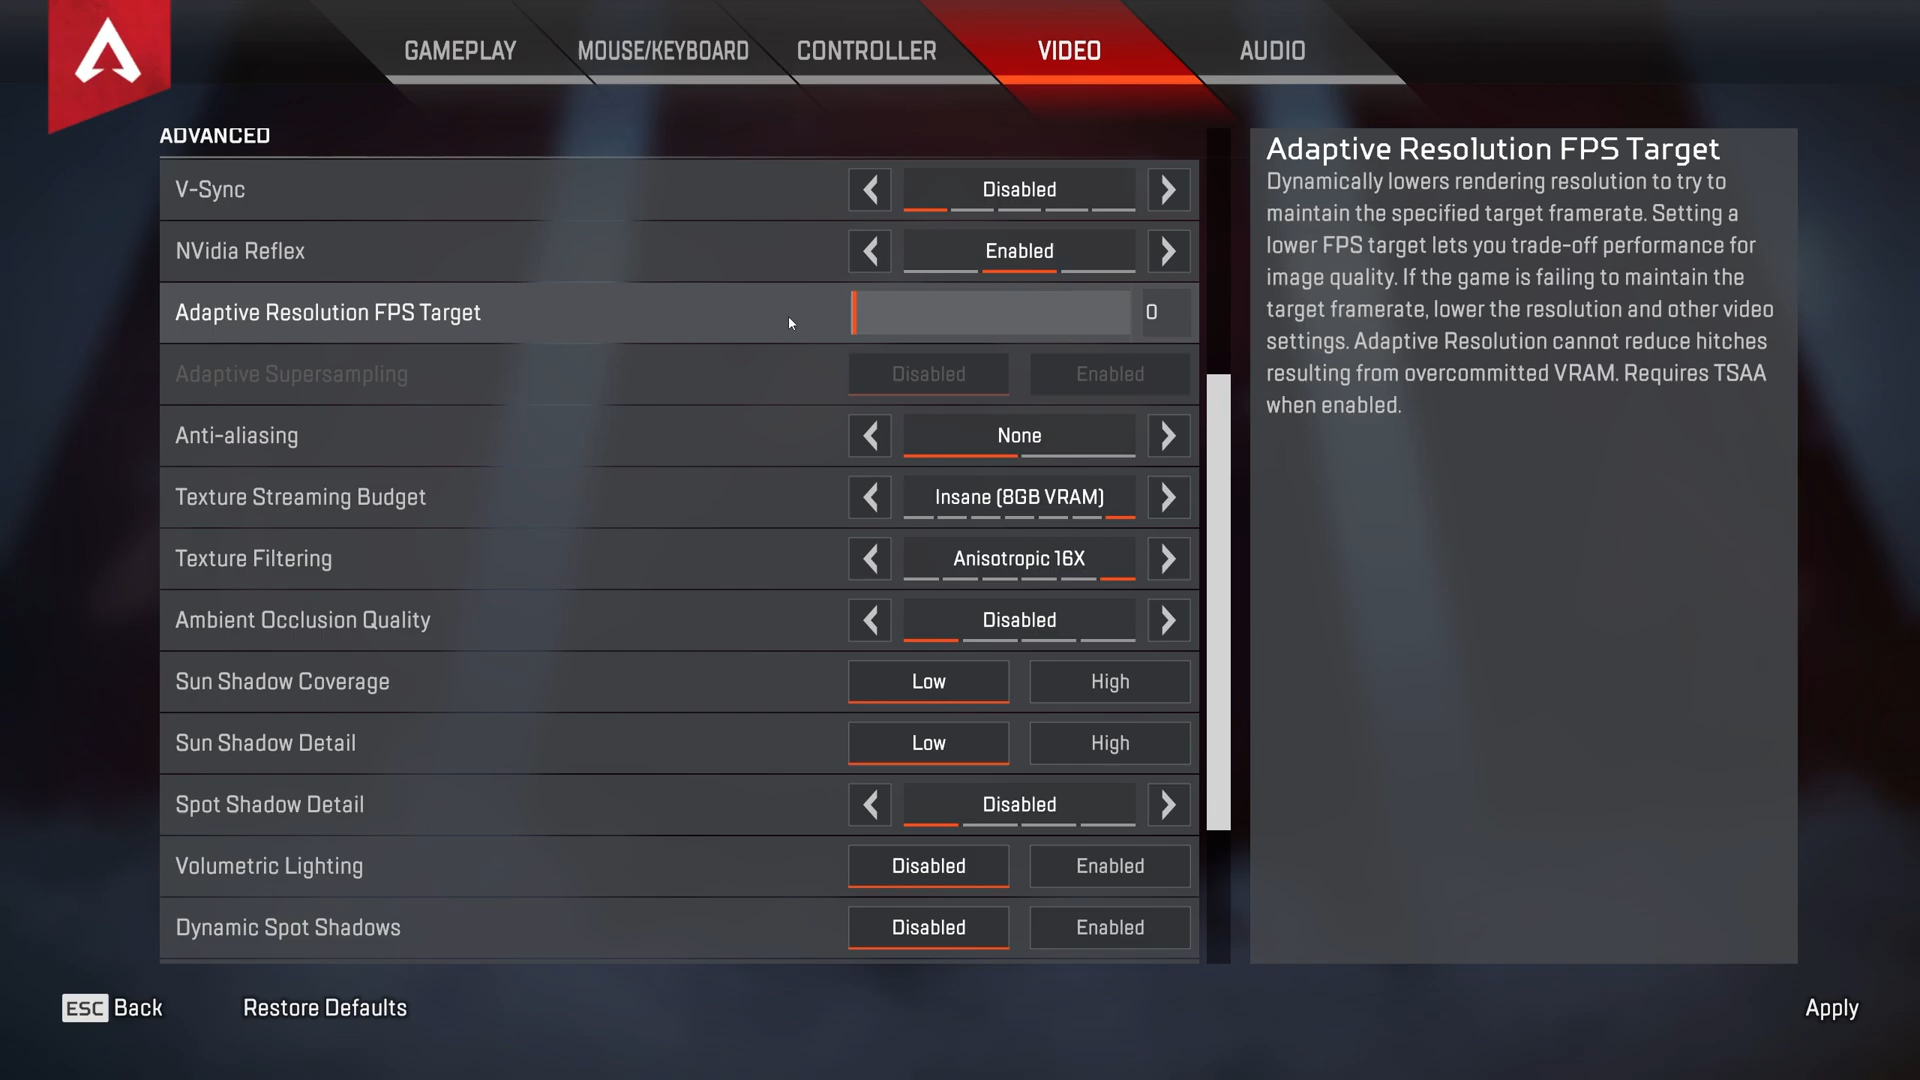 GAMEPLAY MOUSE/KEYBOARD CONTROLLER VIDEO AUDIO
ADVANCED
V-Sync Disabled
NVidia Reflex Enabled
Adaptive Resolution FPS Target 0
Adaptive Supersampling Disabled Enabled
Anti-aliasing None
Texture Streaming Budget Insane (8GB VRAM)
Texture Filtering Anisotropic 16X
Ambient Occlusion Quality Disabled
Sun Shadow Coverage Low High
Sun Shadow Detail Low High
Spot Shadow Detail Disabled
Volumetric Lighting Disabled Enabled
Dynamic Spot Shadows Disabled Enabled
Adaptive Resolution FPS Target
Dynamically lowers rendering resolution to try to
maintain the specified target framerate. Setting a
lower FPS target lets you trade-off performance for
image quality. If the game is failing to maintain the
target framerate, lower the resolution and other video
settings. Adaptive Resolution cannot reduce hitches
resulting from overcommitted VRAM. Requires TSAA
when enabled.
ESC Back Restore Defaults Apply